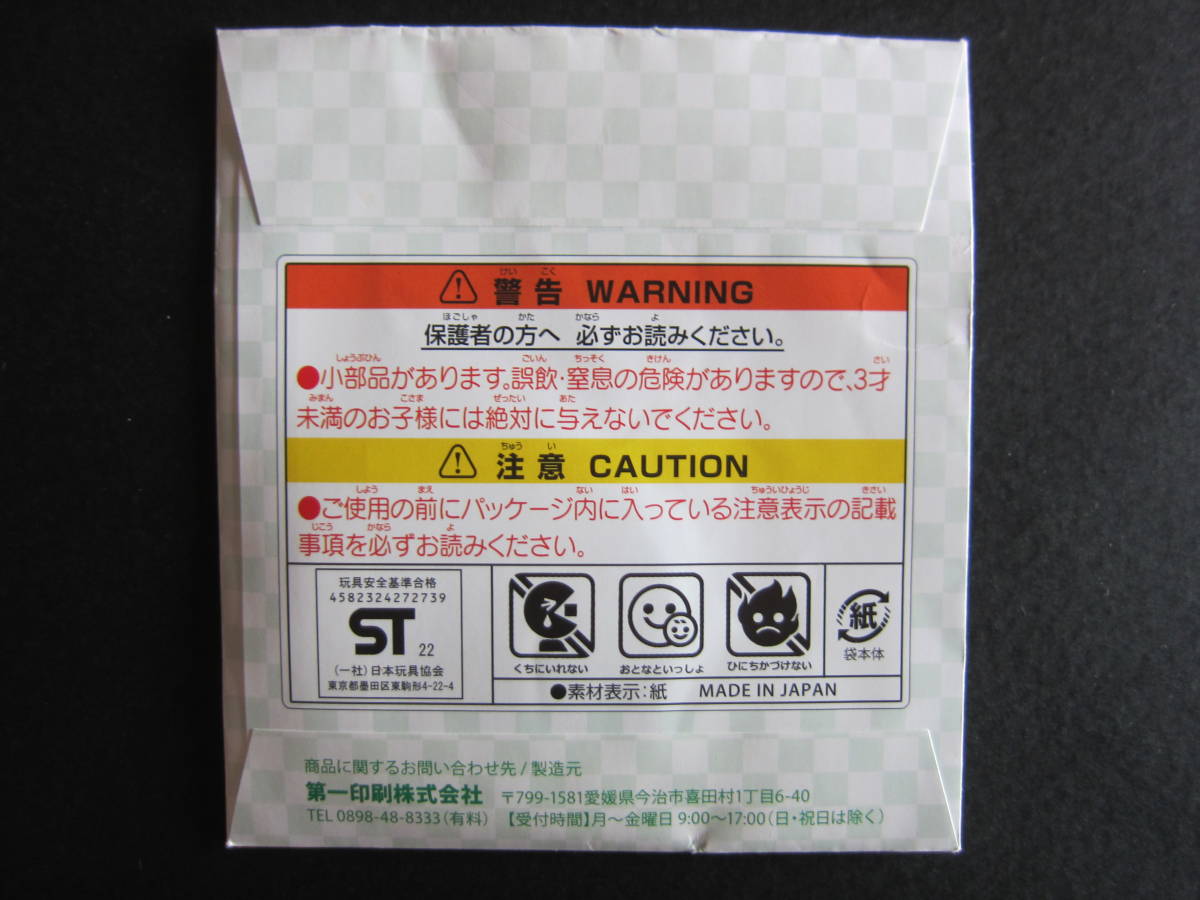 警告 WARNING
保護者の方へ 必ずお読みください。
●小部品があります。誤飲・窒息の危険がありますので、3才
未満のお子様には絶対に与えないでください。
注意 CAUTION
●ご使用の前にパッケージ内に入っている注意表示の記載
事項を必ずお読みください。
玩具安全基準合格
4582324272739
ST 22
(一社)日本玩具協会
東京都墨田区東駒形4-22-4
くちにいれない
おとなといっしょ
ひにちかづけない
紙
袋本体
●素材表示:紙 MADE IN JAPAN
商品に関するお問い合わせ先/製造元
第一印刷株式会社 〒799-1581愛媛県今治市喜田村1丁目6-40
TEL 0898-48-8333(有料) 【受付時間】月〜金曜日 9:00〜17:00(日・祝日は除く)